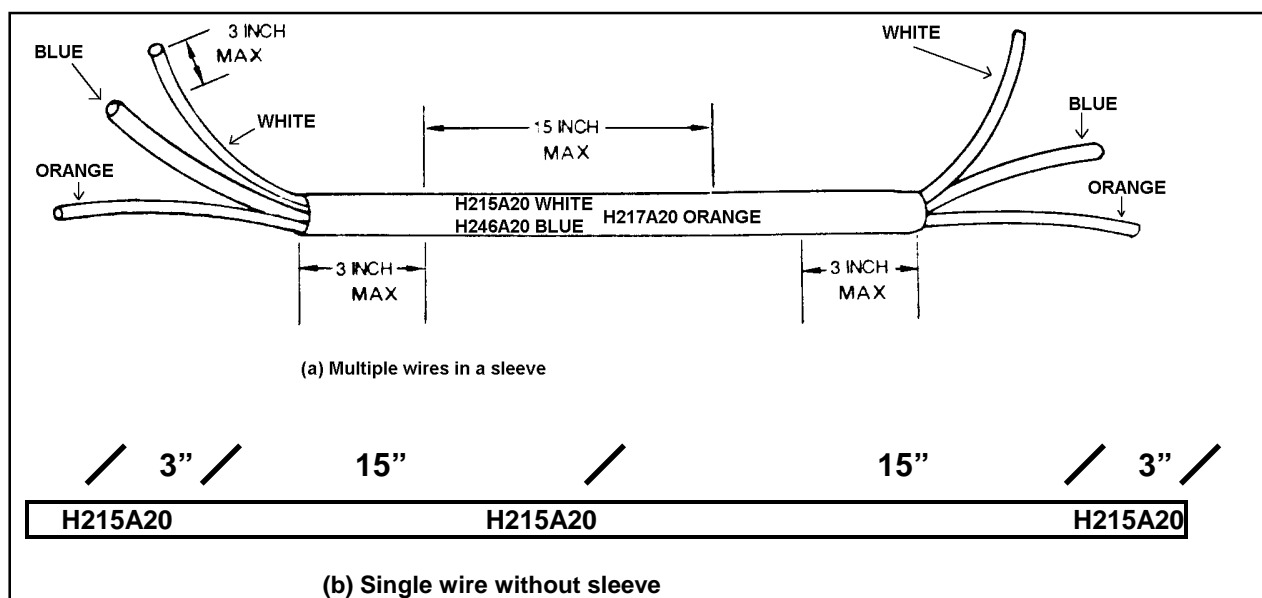 3 INCH
MAX
BLUE
WHITE
ORANGE
15 INCH
MAX
WHITE
BLUE
ORANGE
H215A20 WHITE
H246A20 BLUE
H217A20 ORANGE
3 INCH
MAX
3 INCH
MAX
(a) Multiple wires in a sleeve
3” 15” 15” 3”
H215A20 H215A20 H215A20
(b) Single wire without sleeve